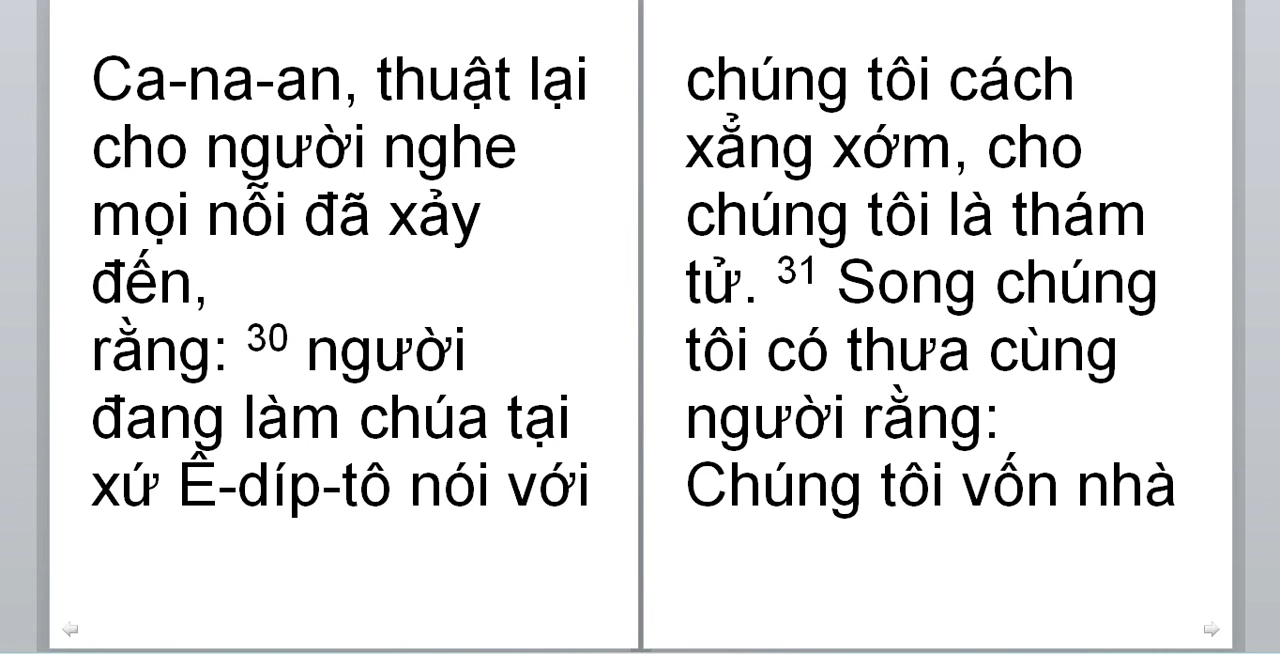 Ca-na-an, thuật lại
cho người nghe
mọi nỗi đã xảy
đến,
rằng: 30 người
đang làm chúa tại
xứ Ê-díp-tô nói với
chúng tôi cách
xẳng xớm, cho
chúng tôi là thám
tử. 31 Song chúng
tôi có thưa cùng
người rằng:
Chúng tôi vốn nhà